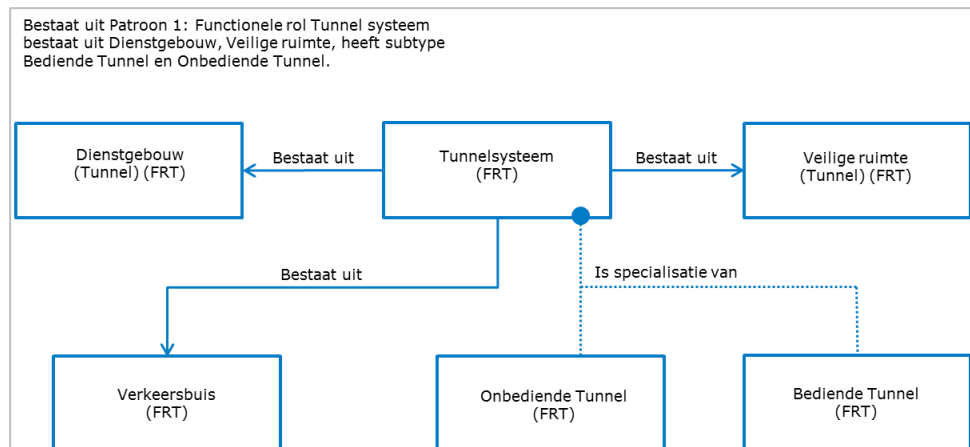 Bestaat uit Patroon 1: Functionele rol Tunnel systeem
bestaat uit Dienstgebouw, Veilige ruimte, heeft subtype
Bediende Tunnel en Onbediende Tunnel.
Dienstgebouw
(Tunnel) (FRT)
Bestaat uit
Tunnelsysteem
(FRT)
Bestaat uit
Veilige ruimte
(Tunnel) (FRT)
Bestaat uit
Is specialisatie van
Verkeersbuis
(FRT)
Onbediende Tunnel
(FRT)
Bediende Tunnel
(FRT)